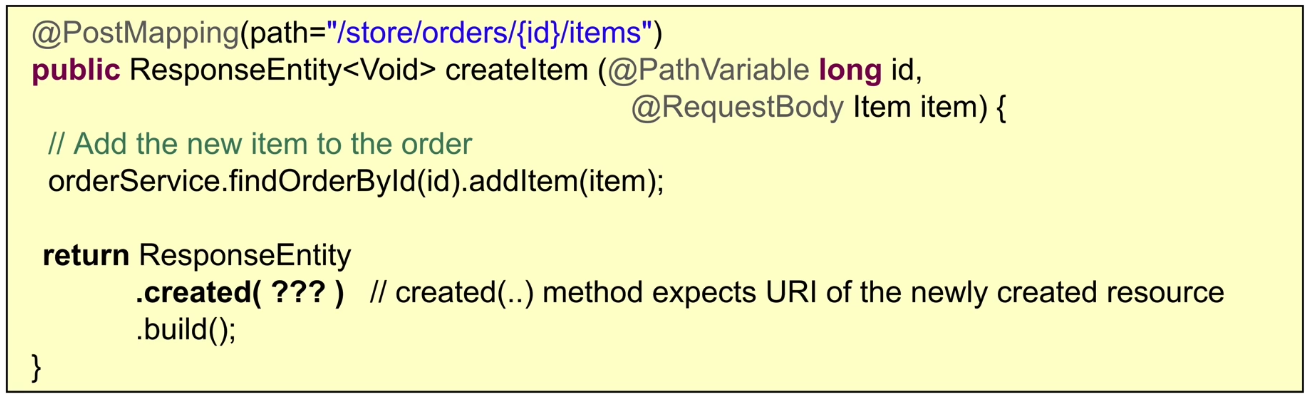 @PostMapping(path="/store/orders/{id}/items")
public ResponseEntity<Void> createItem (@PathVariable long id,
@RequestBody Item item) {
// Add the new item to the order
orderService.findOrderById(id).addItem(item);
return ResponseEntity
.created( ??? ) // created(..) method expects URI of the newly created resource
.build();
}